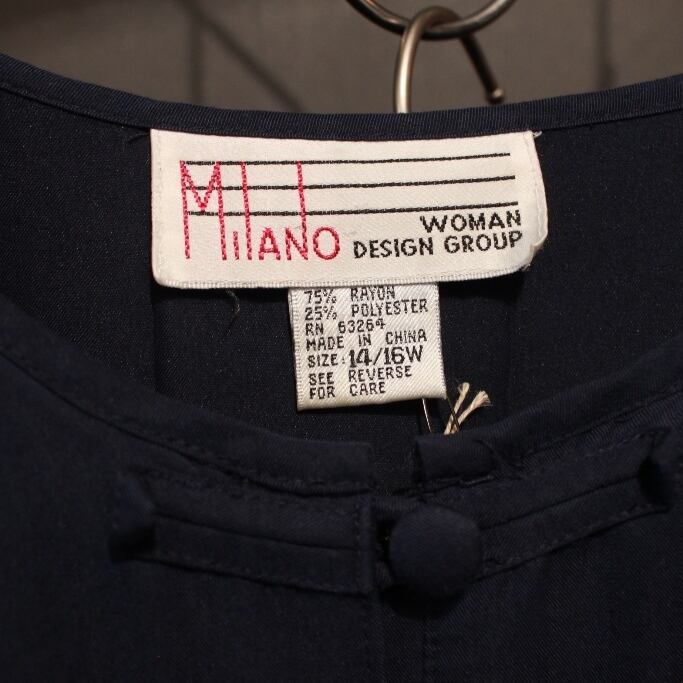 MilANO
WOMAN
DESIGN GROUP
75% RAYON
25% POLYESTER
RN 63264
MADE IN CHINA
SIZE: 14/16W
SEE REVERSE
FOR CARE